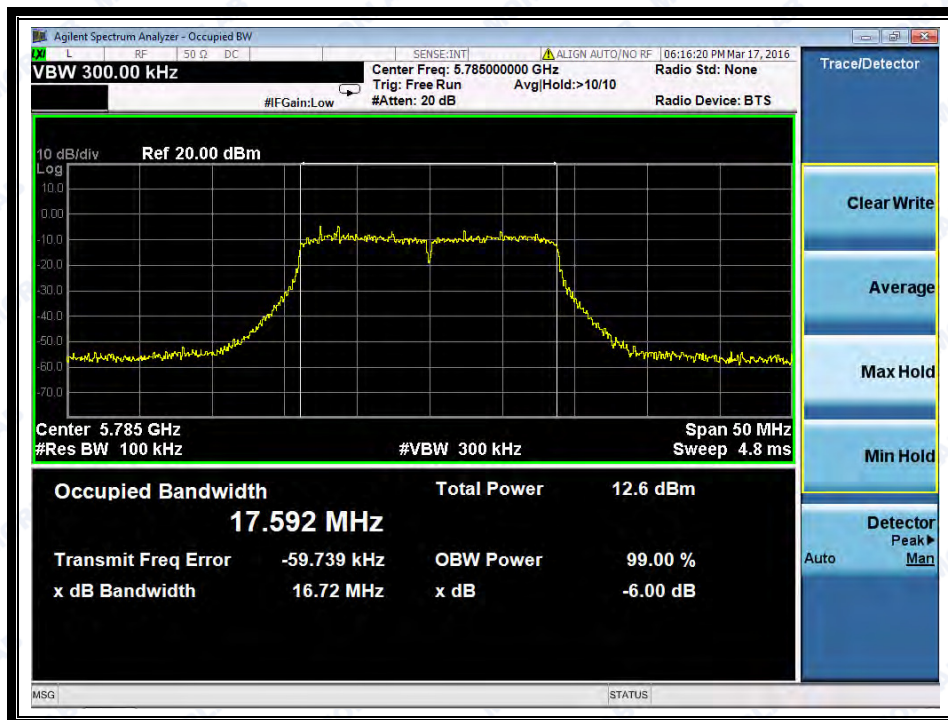 Agilent Spectrum Analyzer - Occupied BW
LXI L RF 50 Ω DC SENSE:INT ALIGN AUTO/NO RF 06:16:20 PM Mar 17, 2016
VBW 300.00 kHz
Center Freq: 5.785000000 GHz
Radio Std: None
Trig: Free Run Avg|Hold:>10/10
#IFGain:Low #Atten: 20 dB
Radio Device: BTS
10 dB/div Ref 20.00 dBm
Log
10.0
0.00
-10.0
-20.0
-30.0
-40.0
-50.0
-60.0
-70.0
Center 5.785 GHz Span 50 MHz
#Res BW 100 kHz #VBW 300 kHz Sweep 4.8 ms
Occupied Bandwidth Total Power 12.6 dBm
17.592 MHz
Transmit Freq Error -59.739 kHz OBW Power 99.00 %
x dB Bandwidth 16.72 MHz x dB -6.00 dB
Trace/Detector
Clear Write
Average
Max Hold
Min Hold
Detector
Peak▶
Auto Man
MSG STATUS